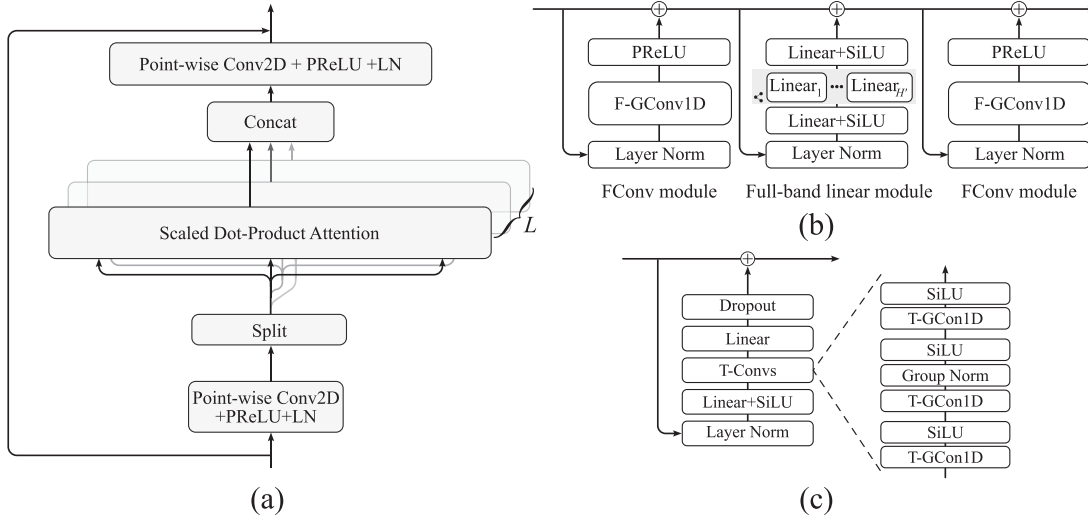 Point-wise Conv2D + PReLU +LN
Concat
Scaled Dot-Product Attention
L
Split
Point-wise Conv2D
+PReLU+LN
(a)
PReLU
F-GConv1D
Layer Norm
FConv module
Linear+SiLU
Linear1 ··· LinearH'
Linear+SiLU
Layer Norm
Full-band linear module
PReLU
F-GConv1D
Layer Norm
FConv module
(b)
Dropout
Linear
T-Convs
Linear+SiLU
Layer Norm
SiLU
T-GCon1D
SiLU
Group Norm
T-GCon1D
SiLU
T-GCon1D
(c)